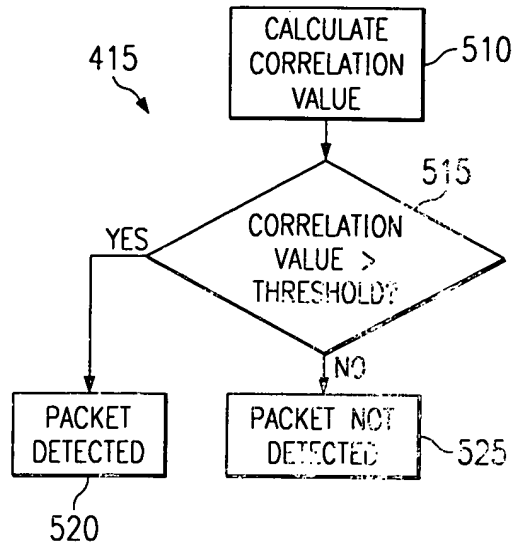 CALCULATE
CORRELATION
VALUE
510
415
515
CORRELATION
VALUE >
THRESHOLD?
YES
NO
PACKET
DETECTED
520
PACKET NOT
DETECTED
525